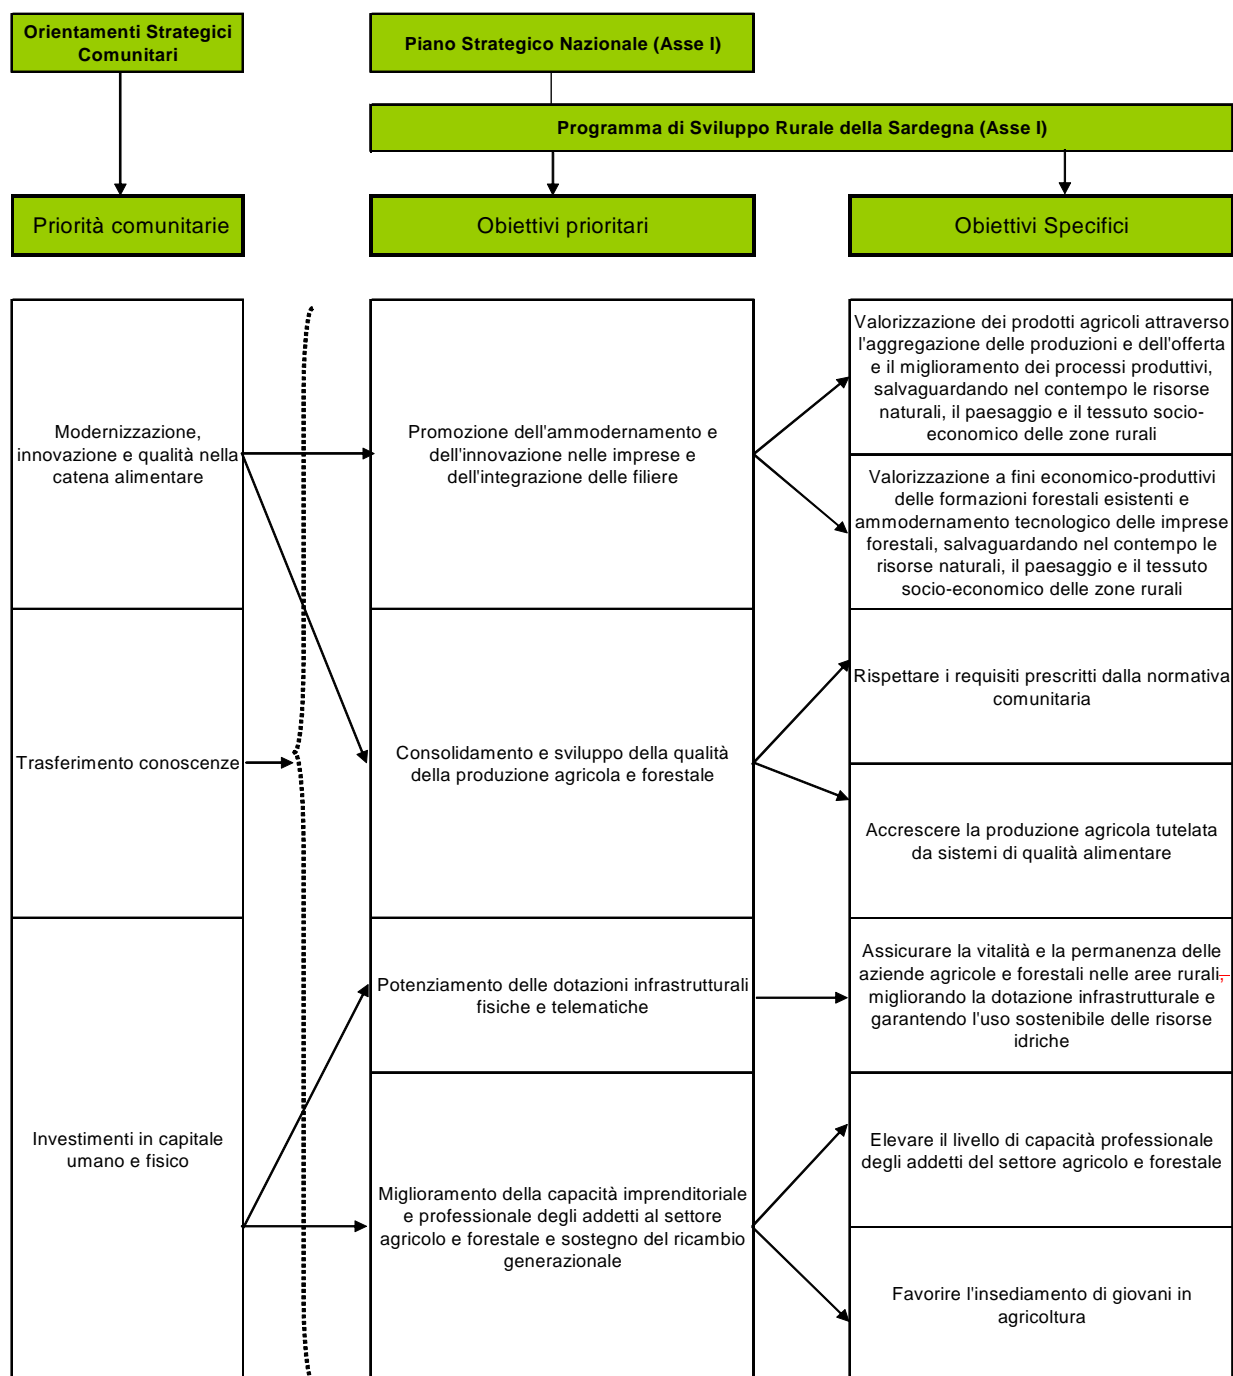 Orientamenti Strategici
Comunitari
Piano Strategico Nazionale (Asse I)
Programma di Sviluppo Rurale della Sardegna (Asse I)
Priorità comunitarie
Obiettivi prioritari
Obiettivi Specifici
Modernizzazione,
innovazione e qualità nella
catena alimentare
Promozione dell'ammodernamento e
dell'innovazione nelle imprese e
dell'integrazione delle filiere
Valorizzazione dei prodotti agricoli attraverso
l'aggregazione delle produzioni e dell'offerta
e il miglioramento dei processi produttivi,
salvaguardando nel contempo le risorse
naturali, il paesaggio e il tessuto socio-
economico delle zone rurali
Valorizzazione a fini economico-produttivi
delle formazioni forestali esistenti e
ammodernamento tecnologico delle imprese
forestali, salvaguardando nel contempo le
risorse naturali, il paesaggio e il tessuto
socio-economico delle zone rurali
Trasferimento conoscenze
Consolidamento e sviluppo della qualità
della produzione agricola e forestale
Rispettare i requisiti prescritti dalla normativa
comunitaria
Accrescere la produzione agricola tutelata
da sistemi di qualità alimentare
Investimenti in capitale
umano e fisico
Potenziamento delle dotazioni infrastrutturali
fisiche e telematiche
Assicurare la vitalità e la permanenza delle
aziende agricole e forestali nelle aree rurali,
migliorando la dotazione infrastrutturale e
garantendo l'uso sostenibile delle risorse
idriche
Miglioramento della capacità imprenditoriale
e professionale degli addetti al settore
agricolo e forestale e sostegno del ricambio
generazionale
Elevare il livello di capacità professionale
degli addetti del settore agricolo e forestale
Favorire l'insediamento di giovani in
agricoltura